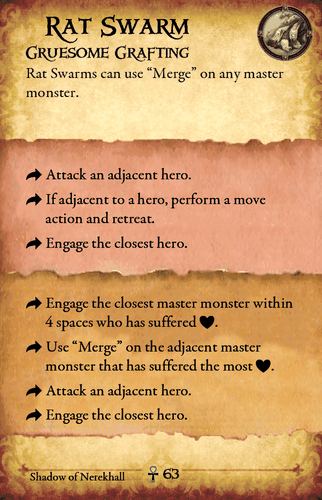 Rat Swarm
Gruesome Grafting
Rat Swarms can use “Merge” on any master
monster.
Attack an adjacent hero.
If adjacent to a hero, perform a move
action and retreat.
Engage the closest hero.
Engage the closest master monster within
4 spaces who has suffered ♥.
Use “Merge” on the adjacent master
monster that has suffered the most ♥.
Attack an adjacent hero.
Engage the closest hero.
Shadow of Nerekhall 63